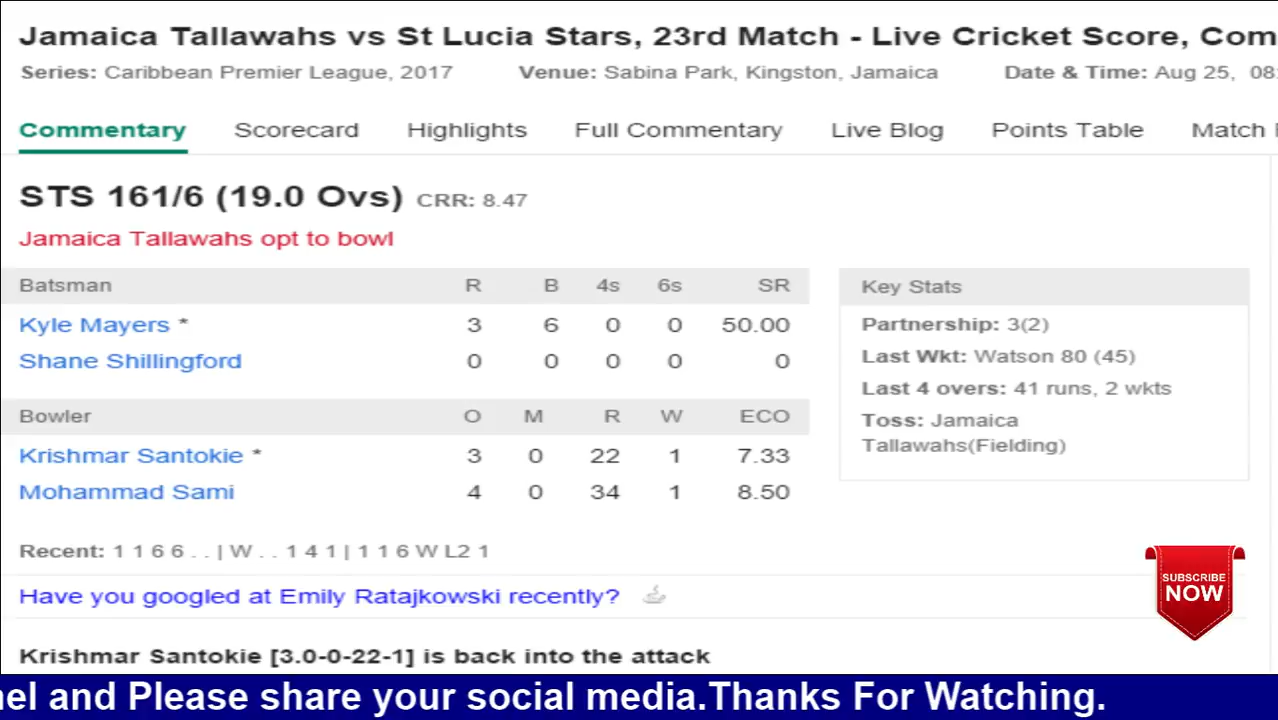 Jamaica Tallawahs vs St Lucia Stars, 23rd Match - Live Cricket Score, Com
Series: Caribbean Premier League, 2017 Venue: Sabina Park, Kingston, Jamaica Date & Time: Aug 25, 08:
Commentary Scorecard Highlights Full Commentary Live Blog Points Table Match
STS 161/6 (19.0 Ovs) CRR: 8.47
Jamaica Tallawahs opt to bowl
Batsman R B 4s 6s SR
Kyle Mayers * 3 6 0 0 50.00
Shane Shillingford 0 0 0 0 0
Bowler O M R W ECO
Krishmar Santokie * 3 0 22 1 7.33
Mohammad Sami 4 0 34 1 8.50
Key Stats
Partnership: 3(2)
Last Wkt: Watson 80 (45)
Last 4 overs: 41 runs, 2 wkts
Toss: Jamaica
Tallawahs(Fielding)
Recent: 1 1 6 6 . . | W . . 1 4 1 | 1 1 6 W L2 1
Have you googled at Emily Ratajkowski recently?
SUBSCRIBE
NOW
Krishmar Santokie [3.0-0-22-1] is back into the attack
nel and Please share your social media.Thanks For Watching.